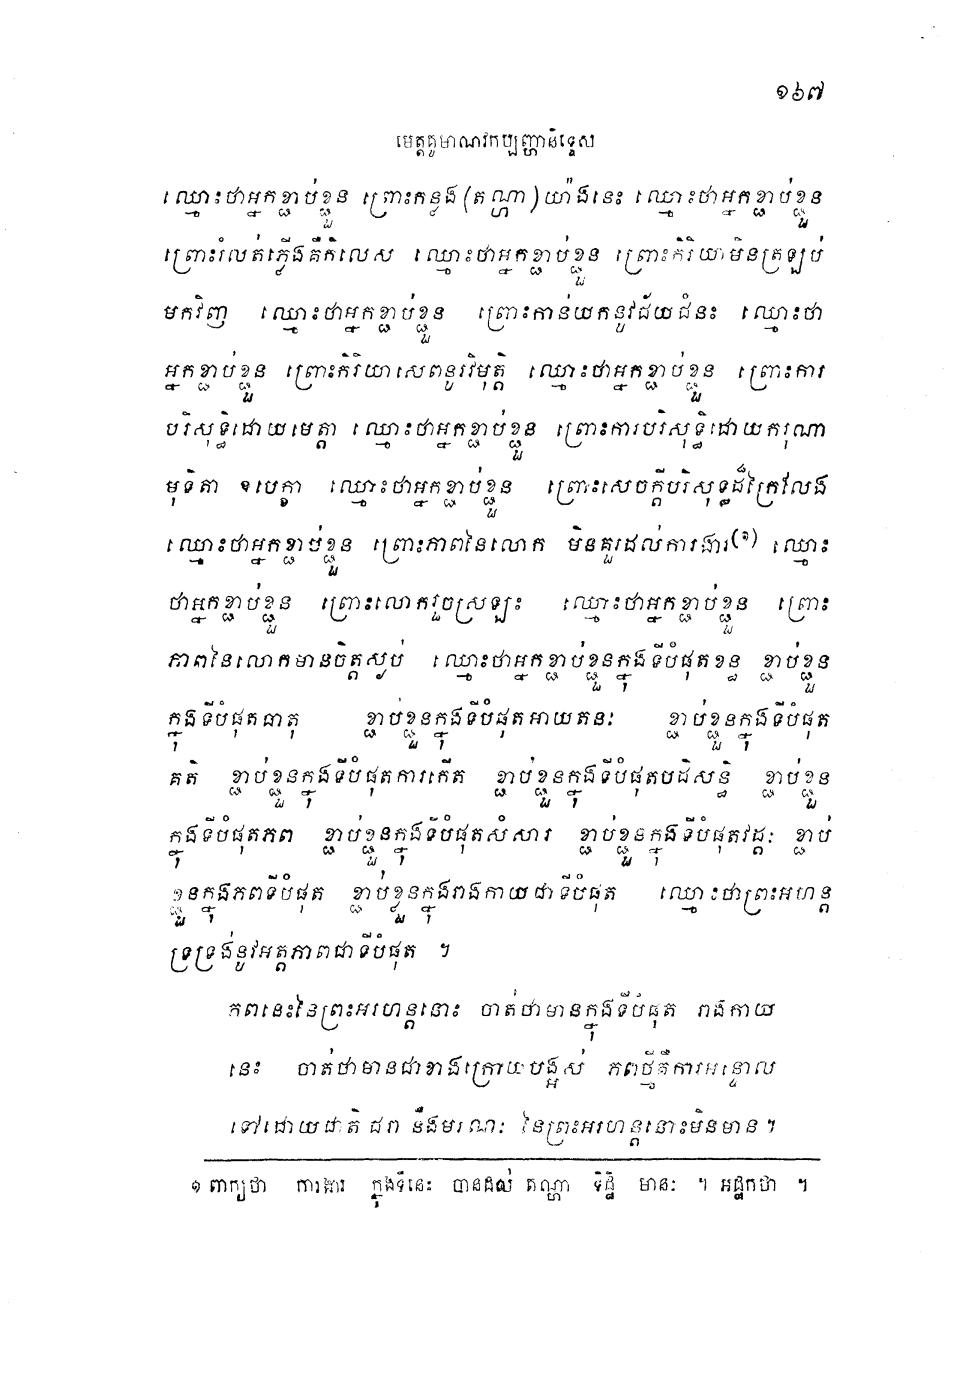 ១៦៧
មេត្តគូមាណវកប្បញ្ហានិទ្ទេស
ឈ្មោះថាអ្នកខ្ជាប់ខ្ជួន ព្រោះកន្លង (តណ្ហា) យ៉ាងនេះ ឈ្មោះថាអ្នកខ្ជាប់ខ្ជួន
ព្រោះរំលត់ភ្លើងគឺកិលេស ឈ្មោះថាអ្នកខ្ជាប់ខ្ជួន ព្រោះកិរិយាមិនត្រឡប់
មកវិញ ឈ្មោះថាអ្នកខ្ជាប់ខ្ជួន ព្រោះកាន់យកនូវជ័យជំនះ ឈ្មោះថា
អ្នកខ្ជាប់ខ្ជួន ព្រោះកិរិយាសេពនូវវិមុត្តិ ឈ្មោះថាអ្នកខ្ជាប់ខ្ជួន ព្រោះការ
បរិសុទ្ធិដោយមេត្តា ឈ្មោះថាអ្នកខ្ជាប់ខ្ជួន ព្រោះការបរិសុទ្ធិដោយករុណា
មុទិតា ឧបេក្ខា ឈ្មោះថាអ្នកខ្ជាប់ខ្ជួន ព្រោះសេចក្តីបរិសុទ្ធដ៏ក្រៃលែង
ឈ្មោះថាអ្នកខ្ជាប់ខ្ជួន ព្រោះភាពនៃលោក មិនគួរដល់ការងារ(១) ឈ្មោះ
ថាអ្នកខ្ជាប់ខ្ជួន ព្រោះលោករួចស្រឡះ ឈ្មោះថាអ្នកខ្ជាប់ខ្ជួន ព្រោះ
ភាពនៃលោកមានចិត្តស្ងប់ ឈ្មោះថាអ្នកខ្ជាប់ខ្ជួនក្នុងទីបំផុតខន្ធ ខ្ជាប់ខ្ជួន
ក្នុងទីបំផុតធាតុ ខ្ជាប់ខ្ជួនក្នុងទីបំផុតអាយតនៈ ខ្ជាប់ខ្ជួនក្នុងទីបំផុត
គតិ ខ្ជាប់ខ្ជួនក្នុងទីបំផុតការកើត ខ្ជាប់ខ្ជួនក្នុងទីបំផុតបដិសន្ធិ ខ្ជាប់ខ្ជួន
ក្នុងទីបំផុតភព ខ្ជាប់ខ្ជួនក្នុងទីបំផុតសំសារ ខ្ជាប់ខ្ជួនក្នុងទីបំផុតវដ្តៈ ខ្ជាប់
ខ្ជួនក្នុងភពទីបំផុត ខ្ជាប់ខ្ជួនក្នុងរាងកាយជាទីបំផុត ឈ្មោះថាព្រះអរហន្ត
ទ្រទ្រង់នូវអត្តភាពជាទីបំផុត ។
ភពនេះនៃព្រះអរហន្តនោះ ចាត់ថាមានក្នុងទីបំផុត រាងកាយ
នេះ ចាត់ថាមានជាខាងក្រោយបង្អស់ ភពថ្មីគឺការអន្ទោល
ទៅដោយជាតិ ជរា និងមរណៈ នៃព្រះអរហន្តនោះមិនមាន។
១ ពាក្យថា ការងារ ក្នុងទីនេះ បានដល់ តណ្ហា ទិដ្ឋិ មានៈ ។ អដ្ឋកថា ។